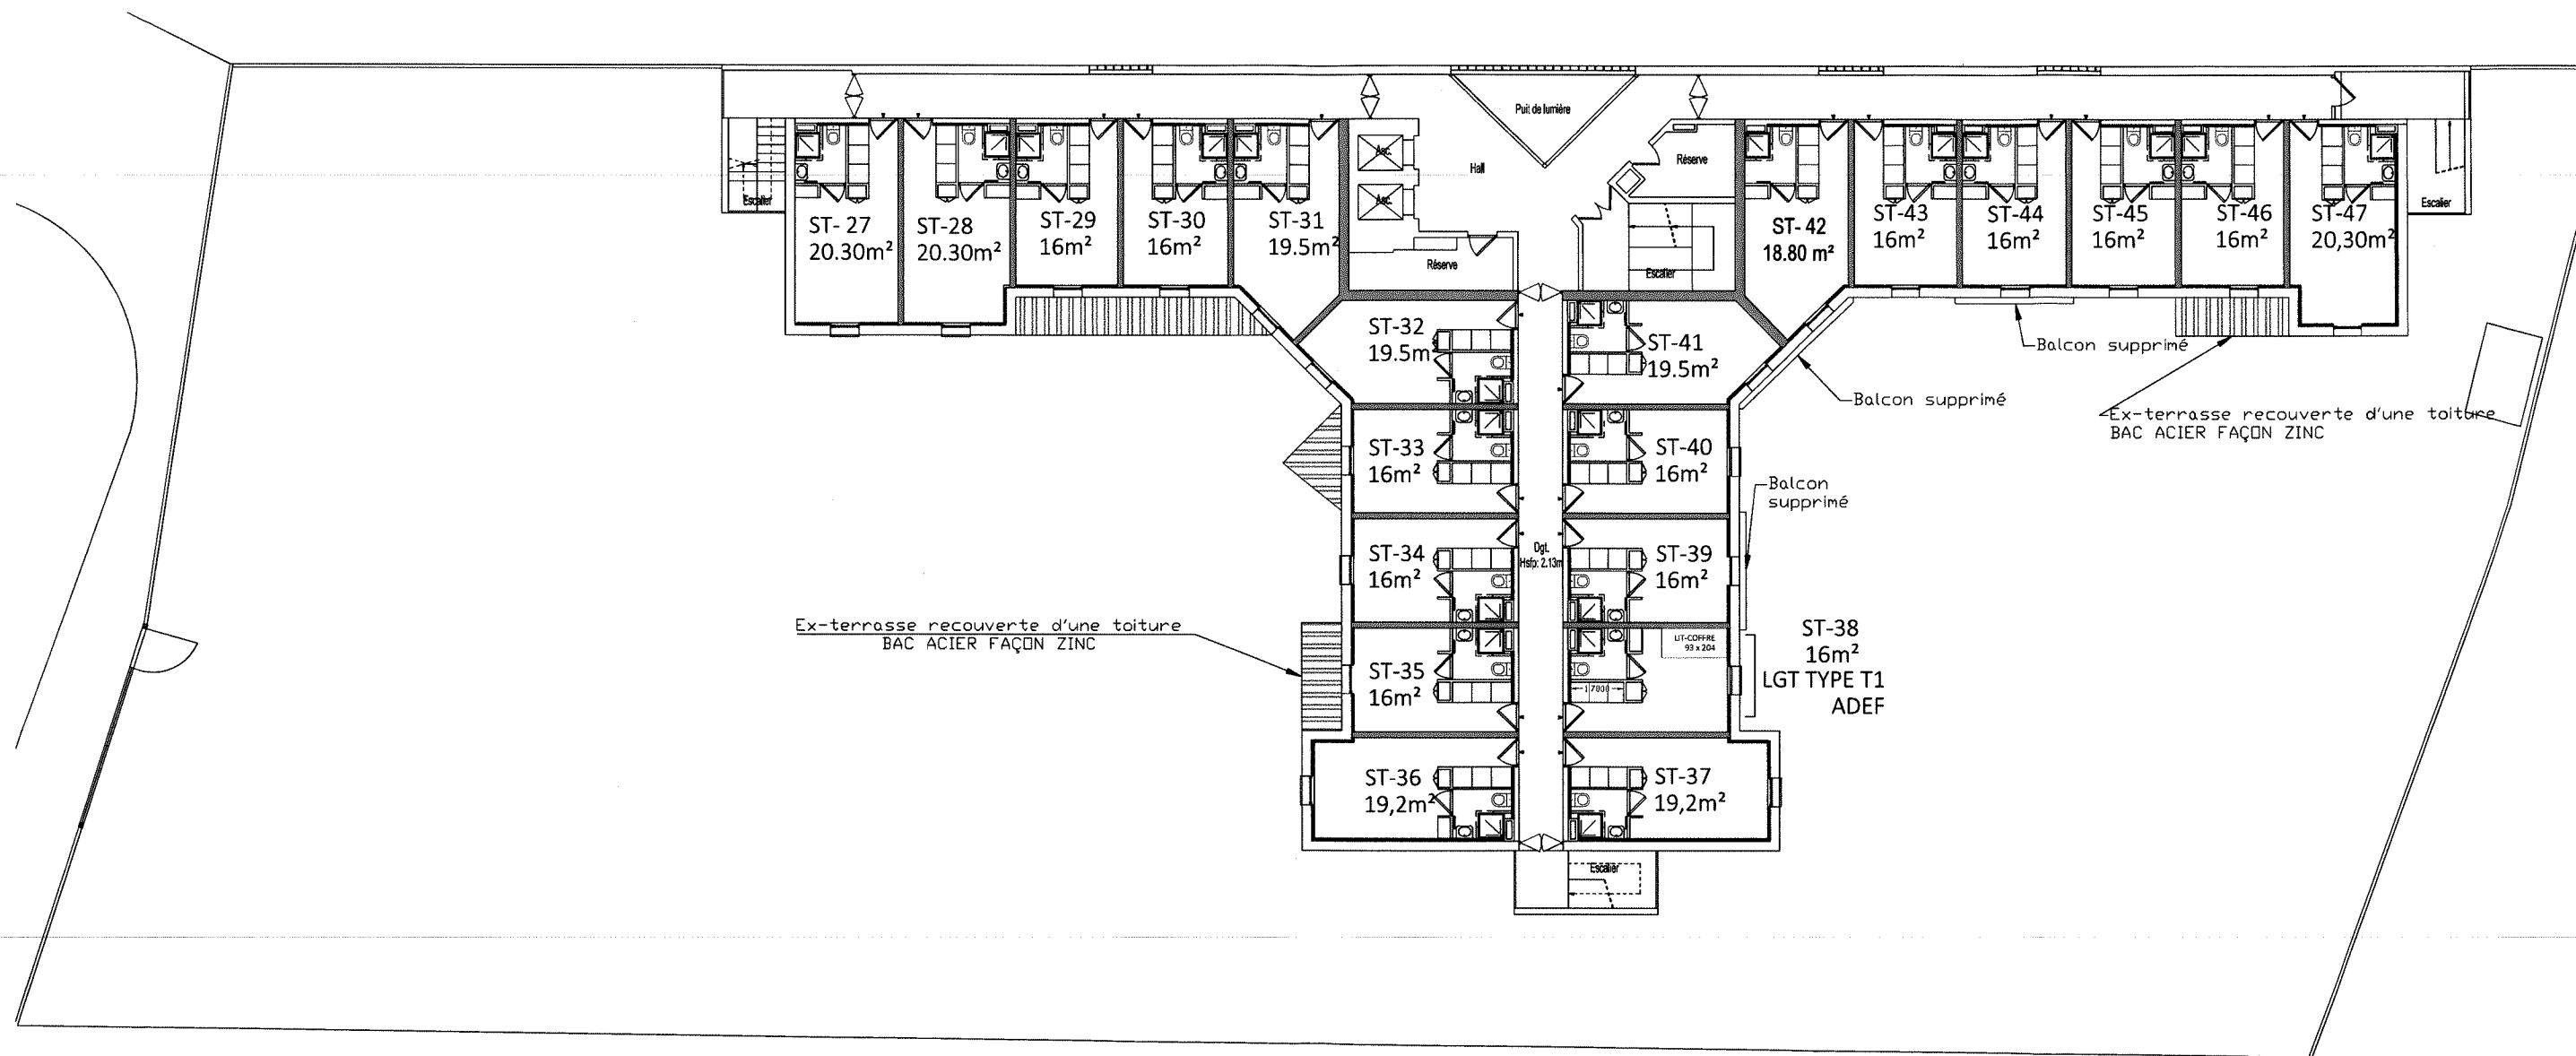 Puit de lumière
Asc.
Hall
Réserve
Asc.
Escalier
ST- 27
20.30m²
ST-28
20.30m²
ST-29
16m²
ST-30
16m²
ST-31
19.5m²
Réserve
Escalier
ST- 42
18.80 m²
ST-43
16m²
ST-44
16m²
ST-45
16m²
ST-46
16m²
ST-47
20,30m²
Escalier
ST-32
19.5m
ST-41
19.5m²
Balcon supprimé
Balcon supprimé
Ex-terrasse recouverte d'une toiture
BAC ACIER FAÇON ZINC
ST-33
16m²
ST-40
16m²
Balcon
supprimé
ST-34
16m²
Dgt.
Hsfp: 2.13m
ST-39
16m²
Ex-terrasse recouverte d'une toiture
BAC ACIER FAÇON ZINC
ST-35
16m²
LIT-COFFRE
93 x 204
1,7000
ST-38
16m²
LGT TYPE T1
ADEF
ST-36
19,2m²
ST-37
19,2m²
Escalier